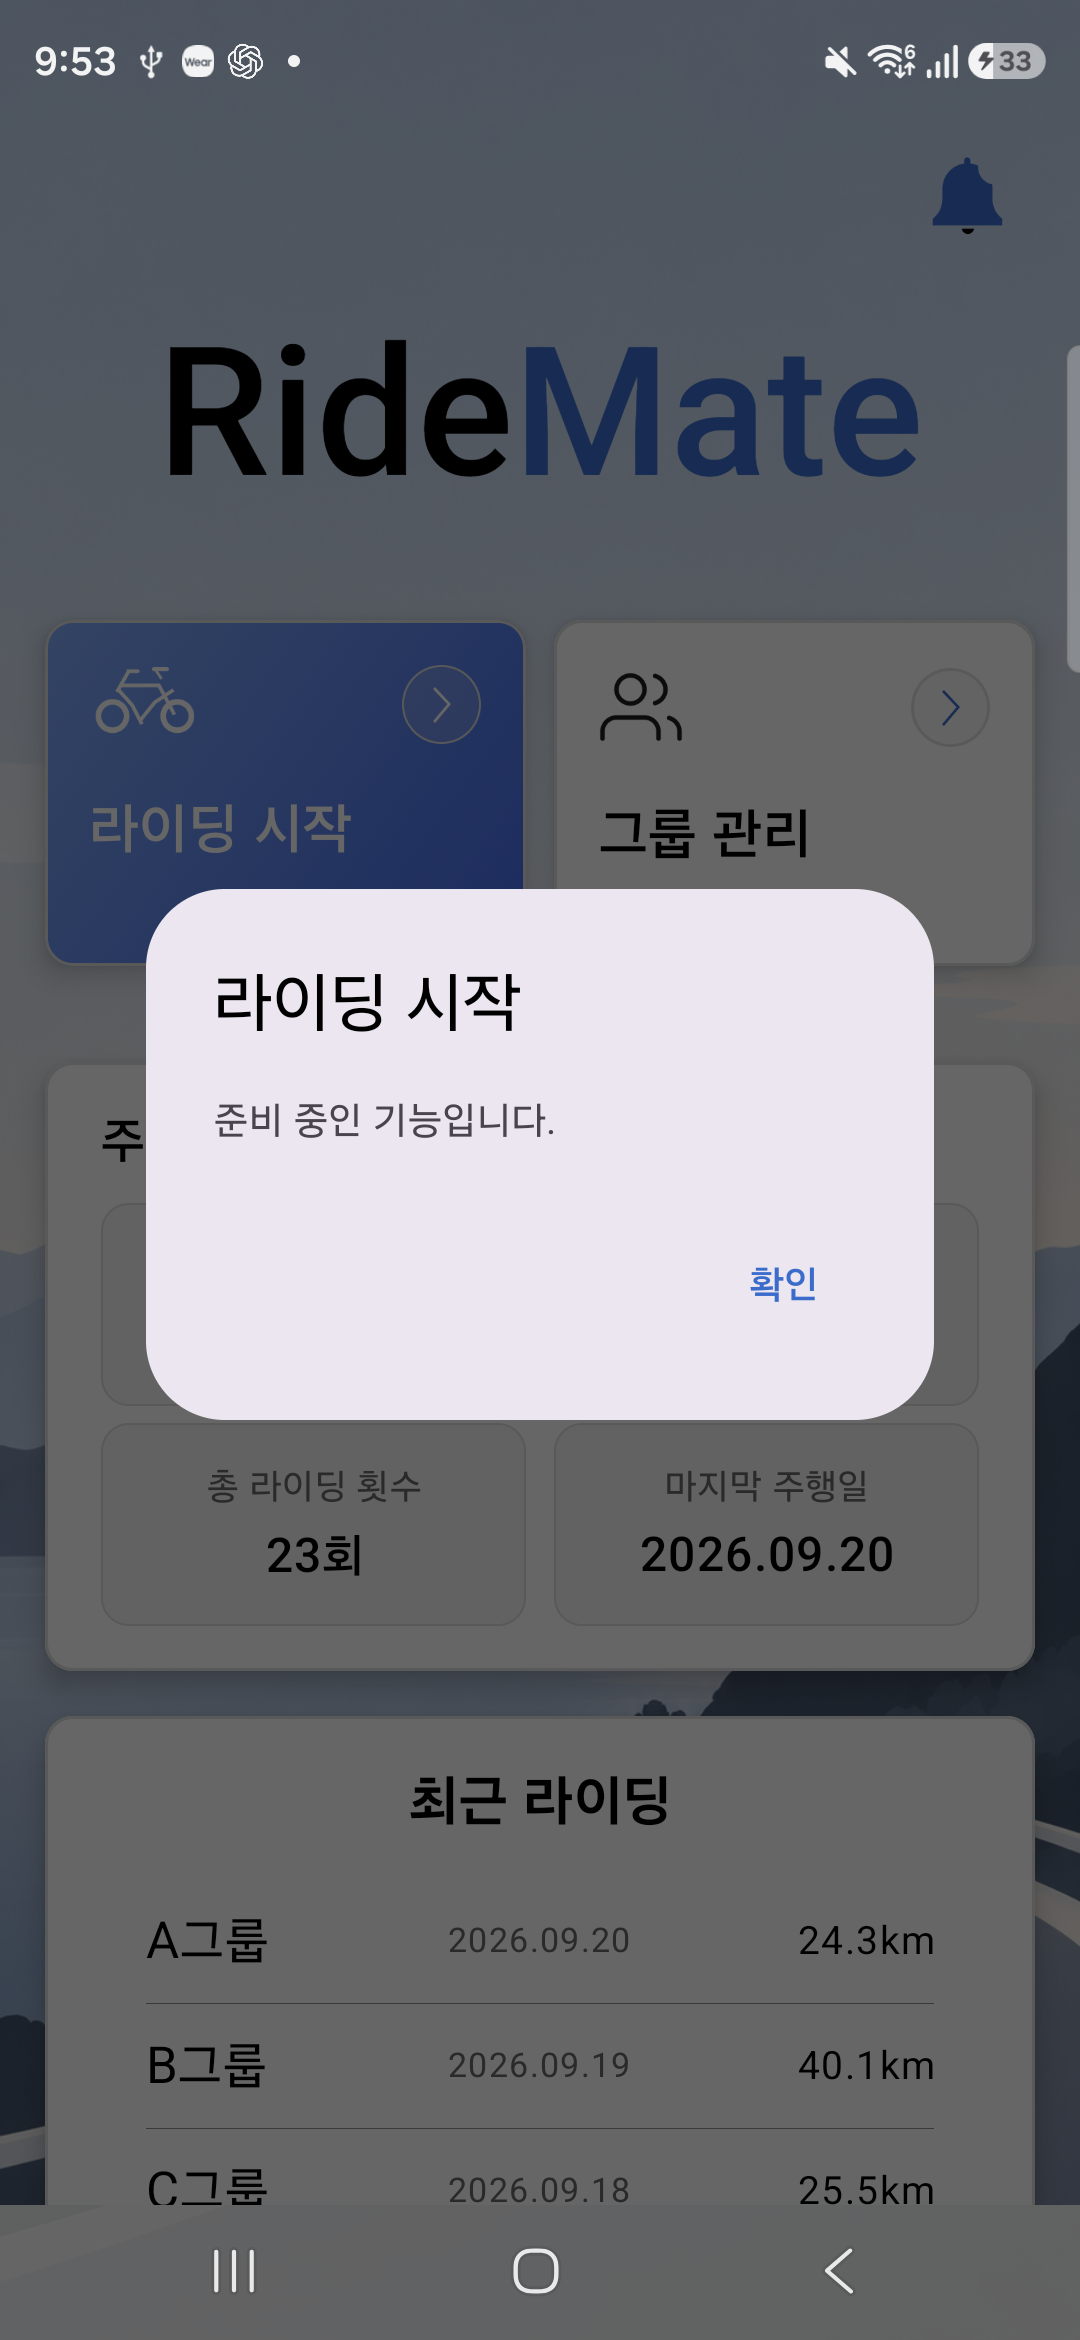 9:53
Wear
6
33
RideMate
라이딩 시작
그룹 관리
라이딩 시작
준비 중인 기능입니다.
확인
주
총 라이딩 횟수
23회
마지막 주행일
2026.09.20
최근 라이딩
A그룹 2026.09.20 24.3km
B그룹 2026.09.19 40.1km
C그룹 2026.09.18 25.5km